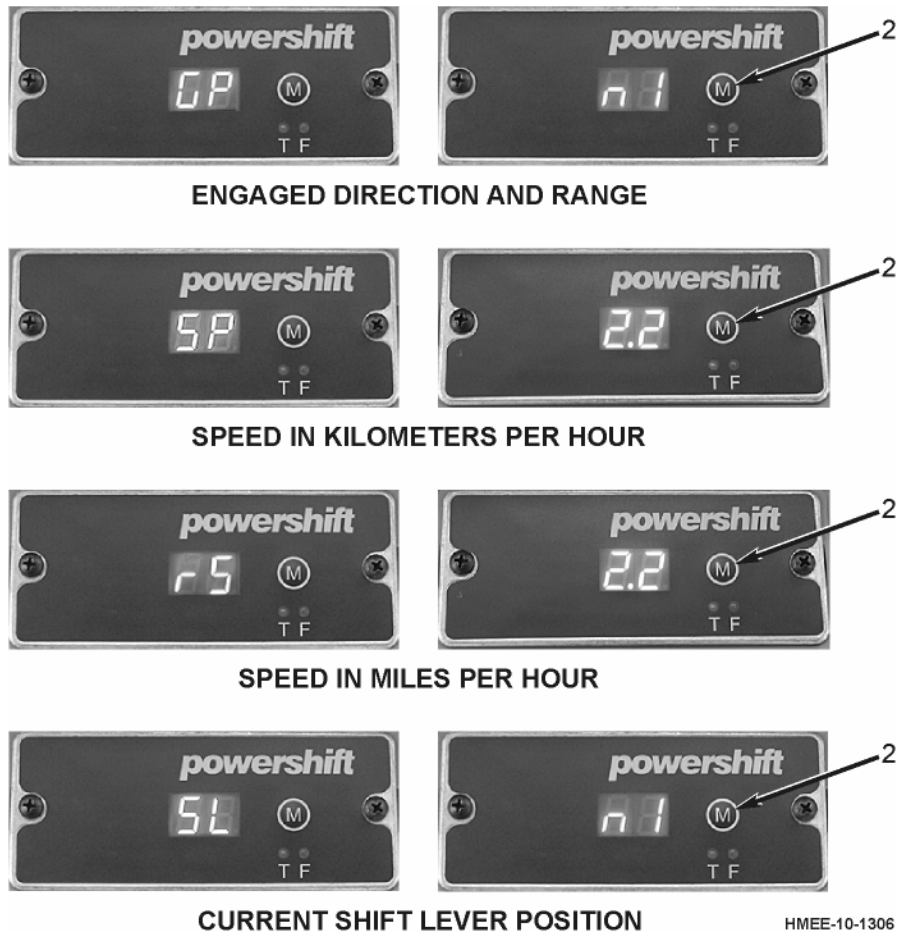 powershift powershift 2
GP M n1 M
T F T F
ENGAGED DIRECTION AND RANGE
powershift powershift 2
SP M 2.2 M
T F T F
SPEED IN KILOMETERS PER HOUR
powershift powershift 2
rS M 2.2 M
T F T F
SPEED IN MILES PER HOUR
powershift powershift 2
SL M n1 M
T F T F
CURRENT SHIFT LEVER POSITION HMEE-10-1306